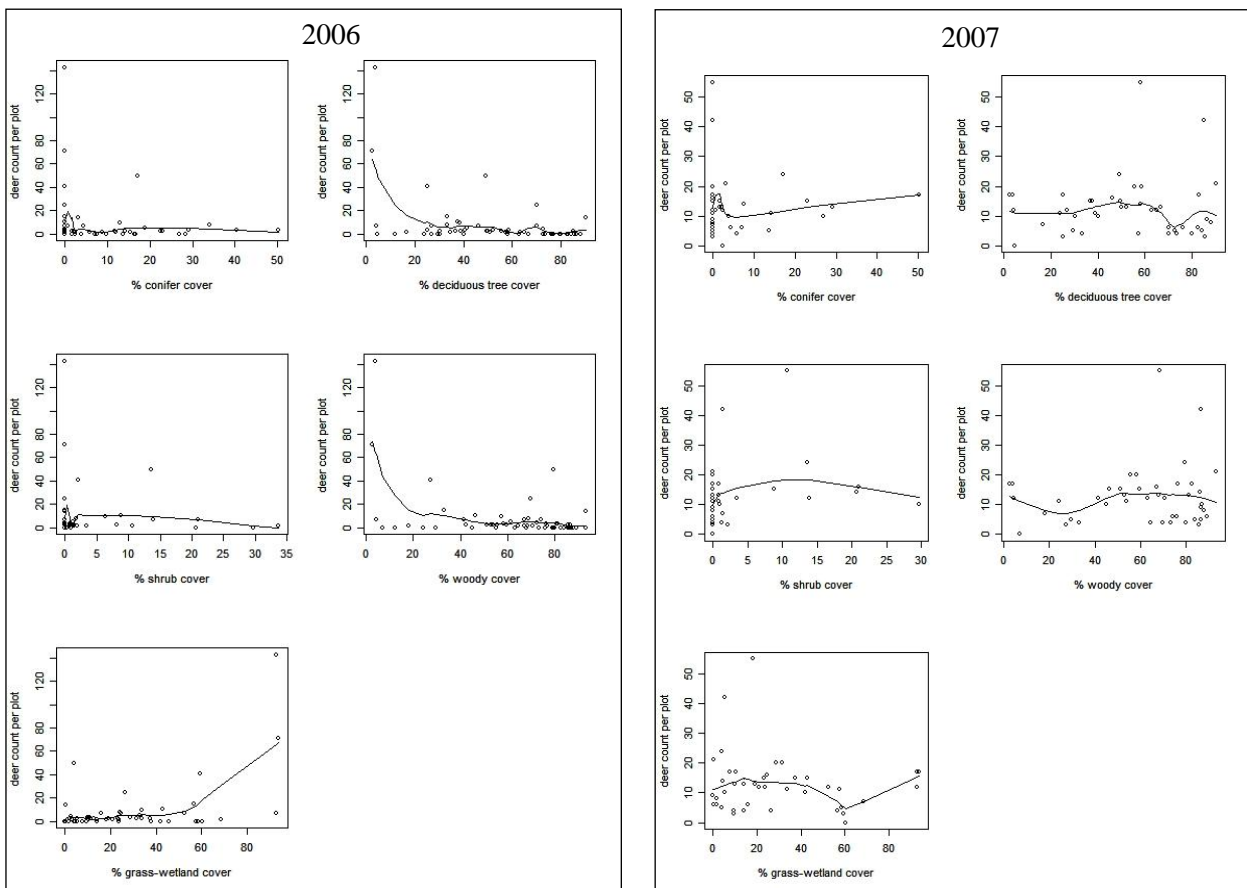 2006
deer count per plot
120
80
60
40
20
0
0 10 20 30 40 50
% conifer cover
deer count per plot
120
80
60
40
20
0
0 20 40 60 80
% deciduous tree cover
deer count per plot
120
80
60
40
20
0
0 5 10 15 20 25 30 35
% shrub cover
deer count per plot
120
80
60
40
20
0
0 20 40 60 80
% woody cover
deer count per plot
120
80
60
40
20
0
0 20 40 60 80
% grass-wetland cover
2007
deer count per plot
50
40
30
20
10
0
0 10 20 30 40 50
% conifer cover
deer count per plot
50
40
30
20
10
0
0 20 40 60 80
% deciduous tree cover
deer count per plot
50
40
30
20
10
0
0 5 10 15 20 25 30
% shrub cover
deer count per plot
50
40
30
20
10
0
0 20 40 60 80
% woody cover
deer count per plot
50
40
30
20
10
0
0 20 40 60 80
% grass-wetland cover